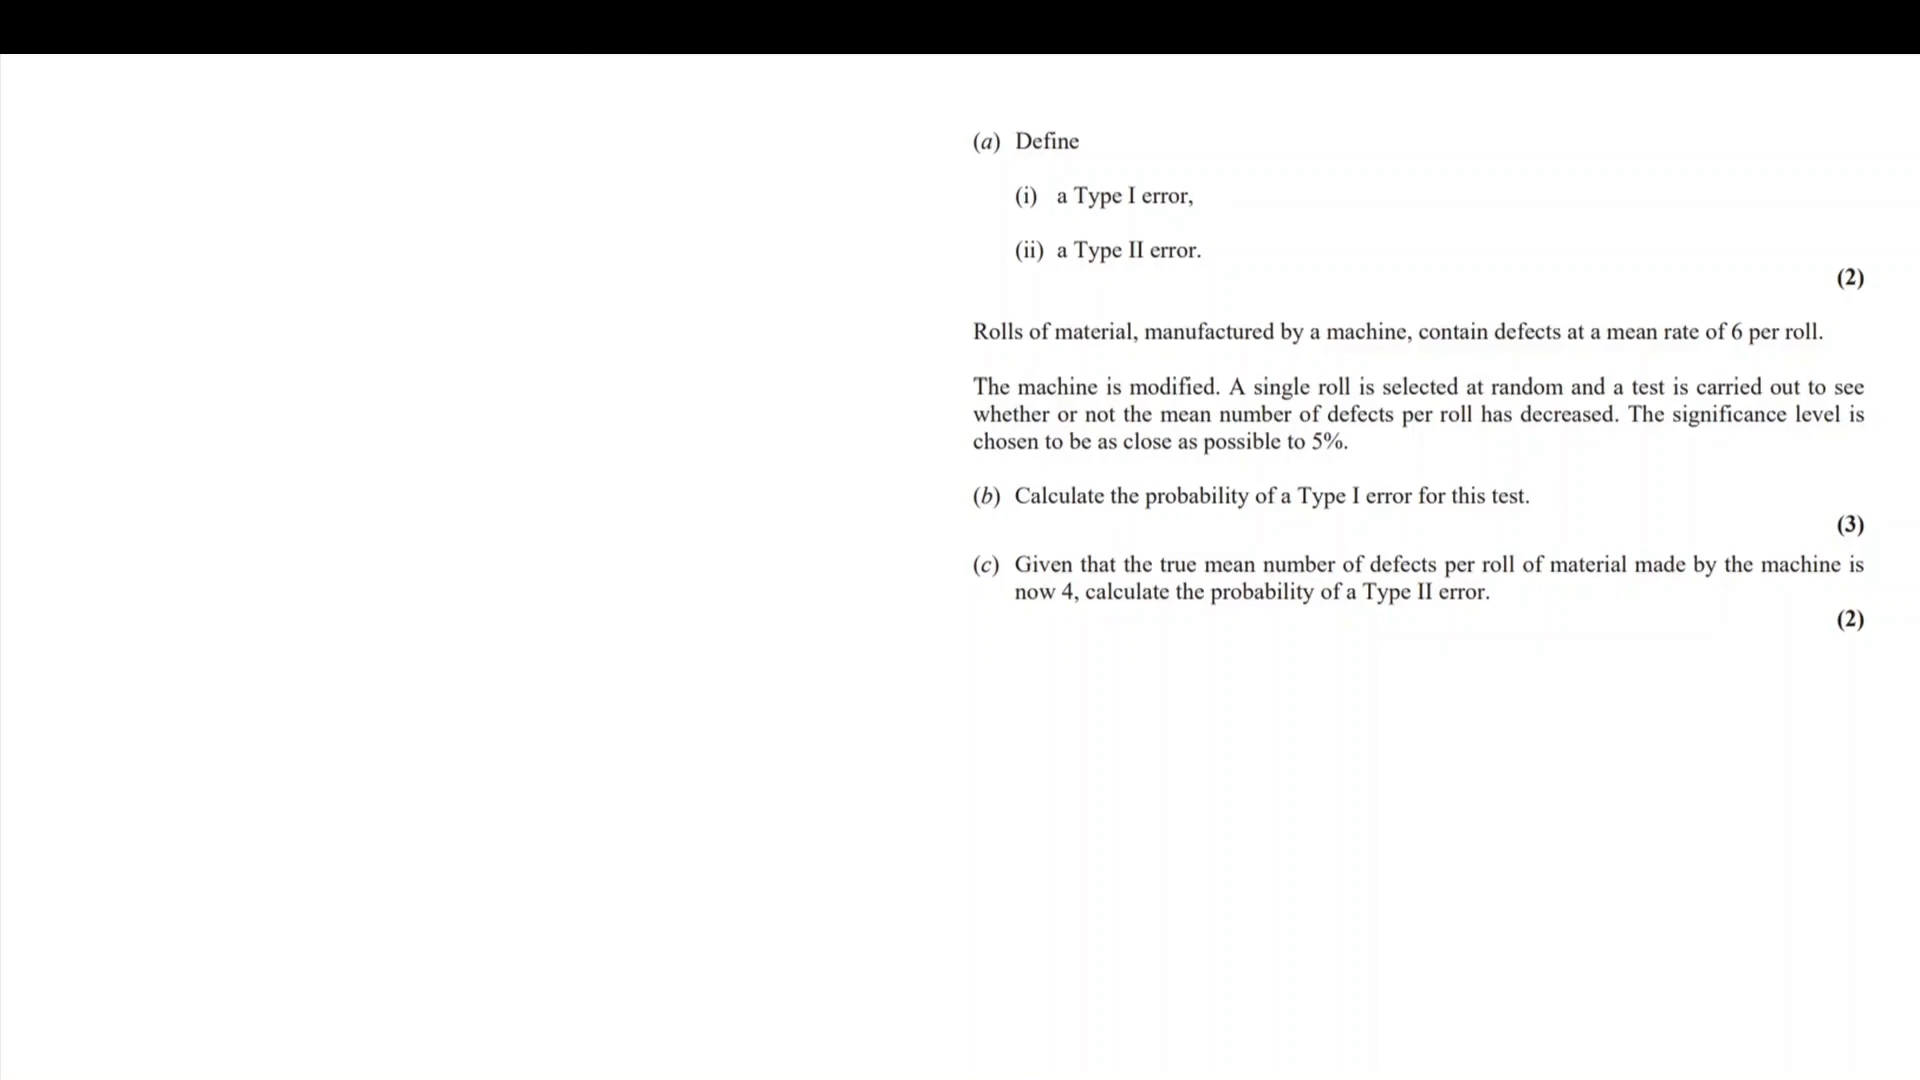 (a) Define
(i) a Type I error,
(ii) a Type II error.
(2)
Rolls of material, manufactured by a machine, contain defects at a mean rate of 6 per roll.
The machine is modified. A single roll is selected at random and a test is carried out to see
whether or not the mean number of defects per roll has decreased. The significance level is
chosen to be as close as possible to 5%.
(b) Calculate the probability of a Type I error for this test.
(3)
(c) Given that the true mean number of defects per roll of material made by the machine is
now 4, calculate the probability of a Type II error.
(2)